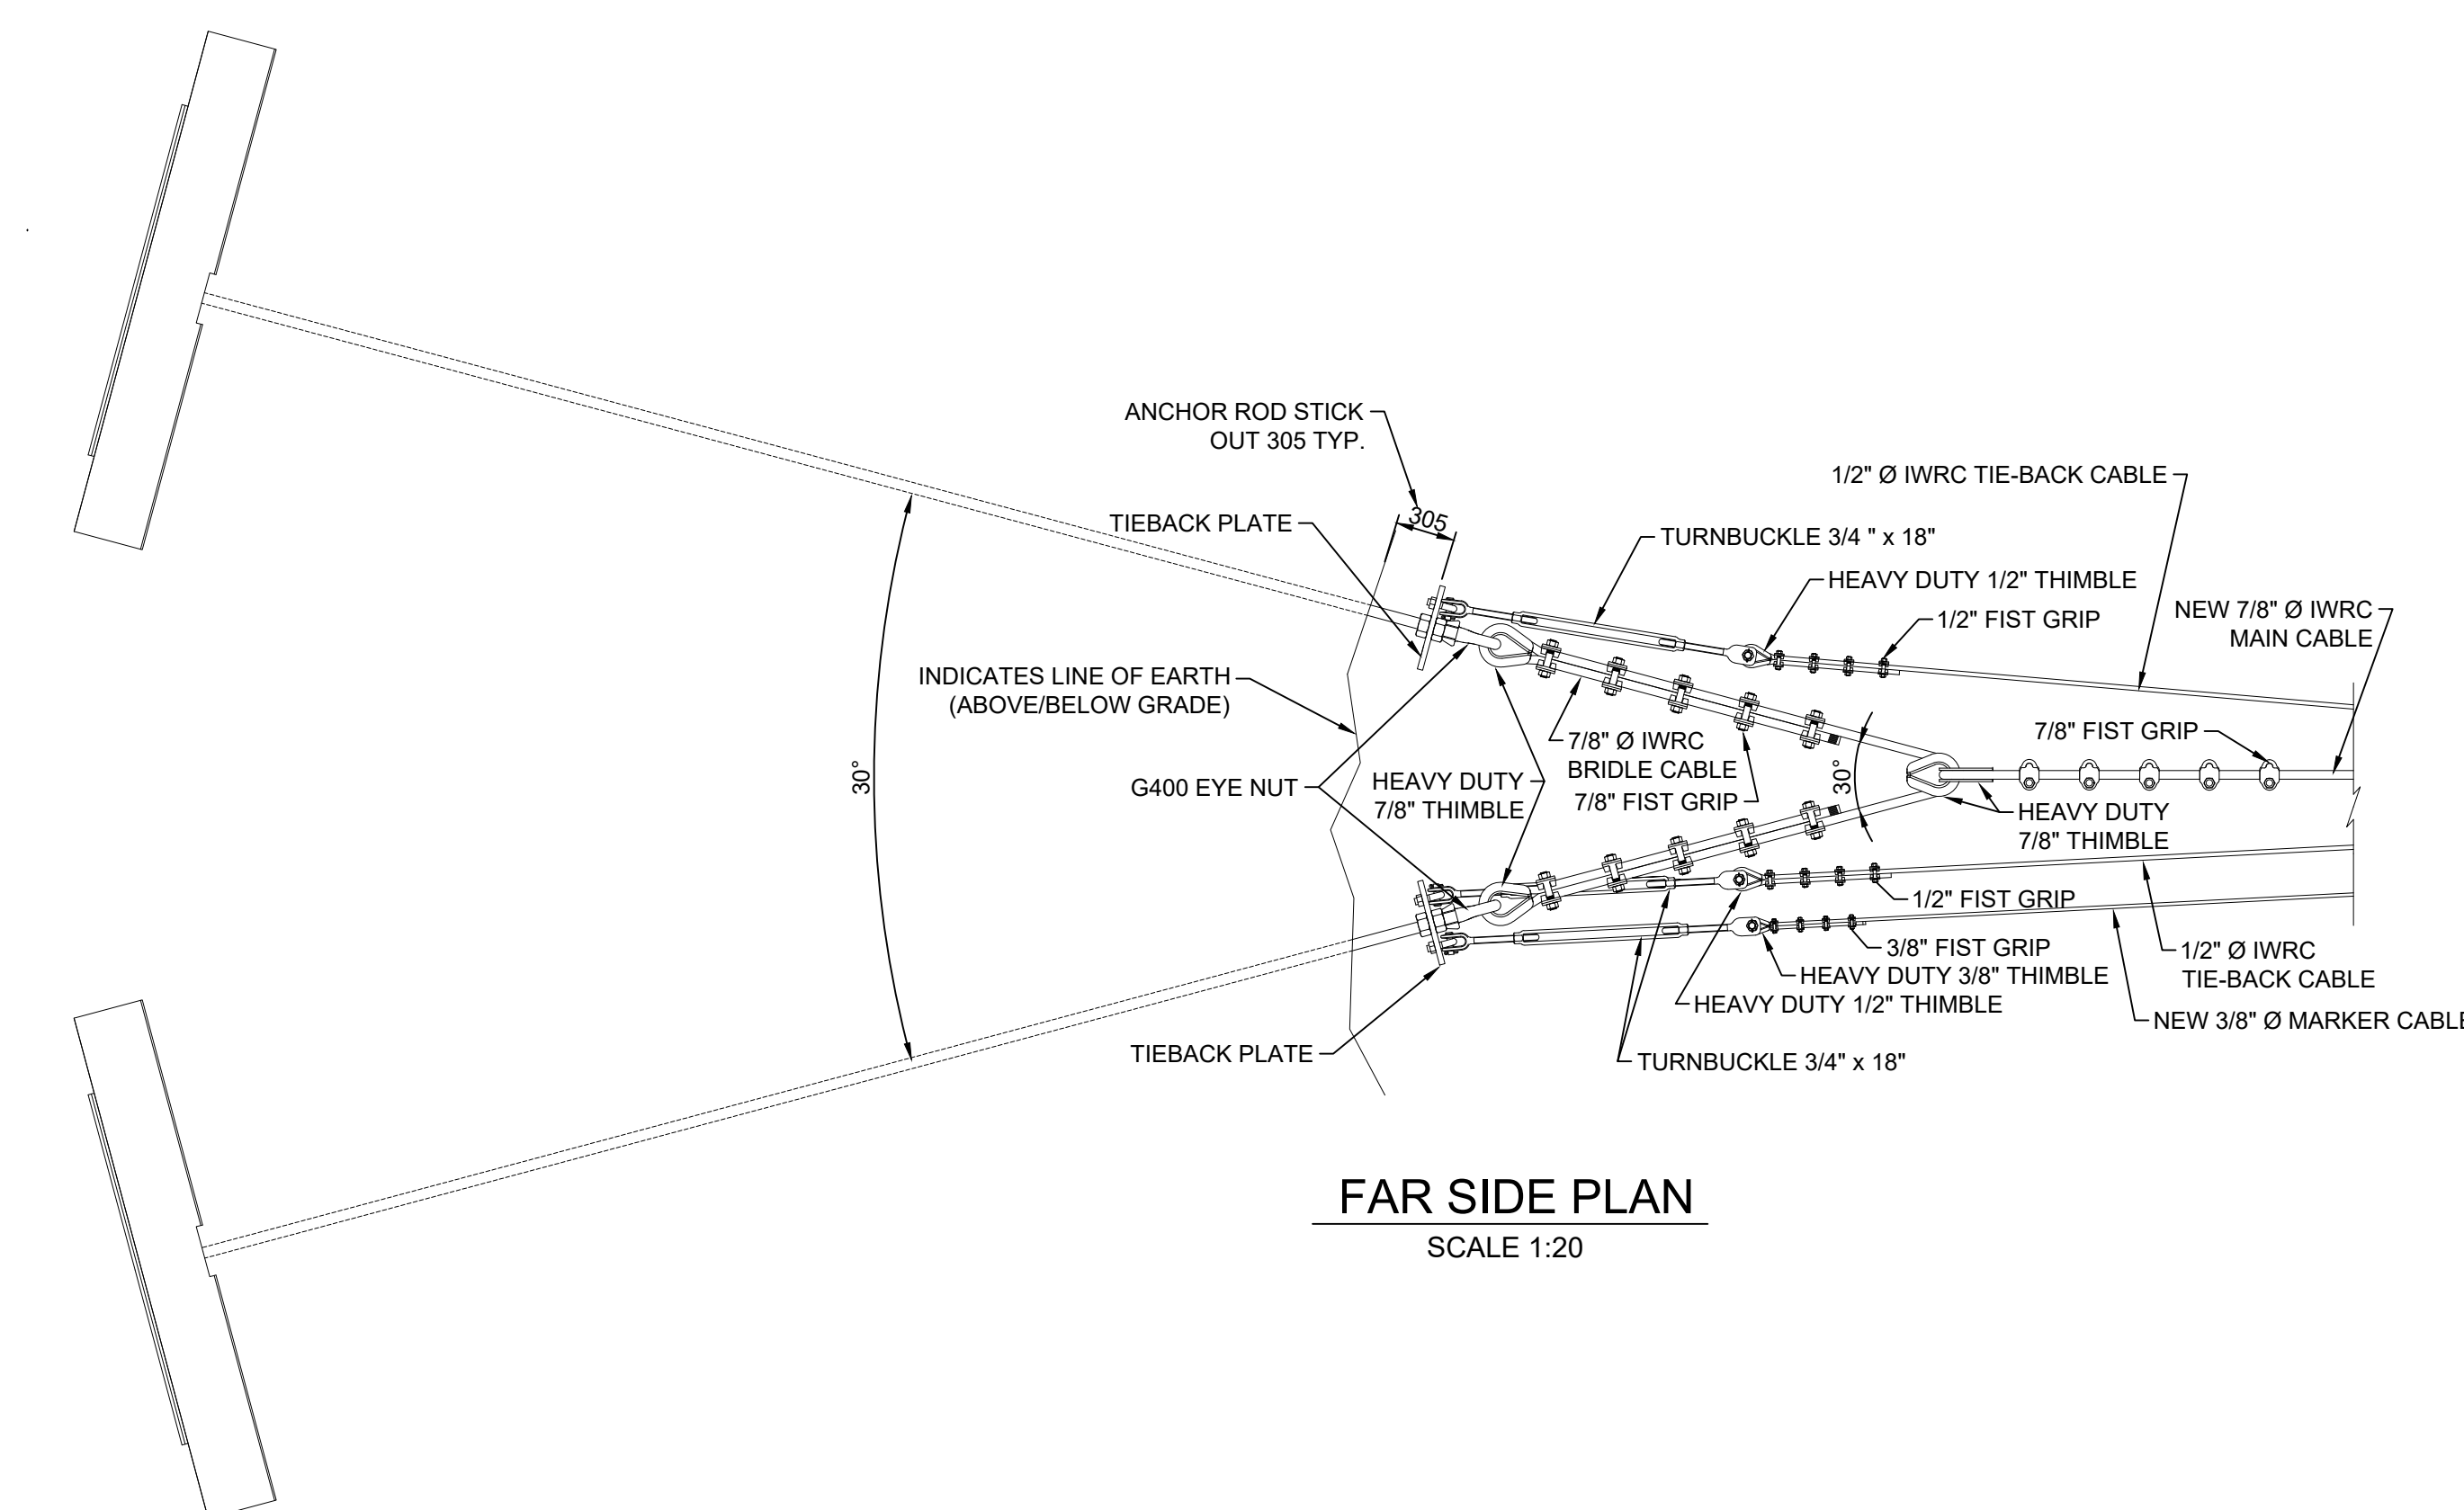 ANCHOR ROD STICK
OUT 305 TYP.
1/2" Ø IWRC TIE-BACK CABLE
305
TIEBACK PLATE
TURNBUCKLE 3/4 " x 18"
HEAVY DUTY 1/2" THIMBLE
NEW 7/8" Ø IWRC
MAIN CABLE
1/2" FIST GRIP
INDICATES LINE OF EARTH
(ABOVE/BELOW GRADE)
7/8" FIST GRIP
7/8" Ø IWRC
BRIDLE CABLE
30°
30°
G400 EYE NUT
HEAVY DUTY
7/8" THIMBLE
7/8" FIST GRIP
HEAVY DUTY
7/8" THIMBLE
1/2" FIST GRIP
3/8" FIST GRIP
1/2" Ø IWRC
TIE-BACK CABLE
HEAVY DUTY 3/8" THIMBLE
HEAVY DUTY 1/2" THIMBLE
NEW 3/8" Ø MARKER CABLE
TIEBACK PLATE
TURNBUCKLE 3/4" x 18"
FAR SIDE PLAN
SCALE 1:20